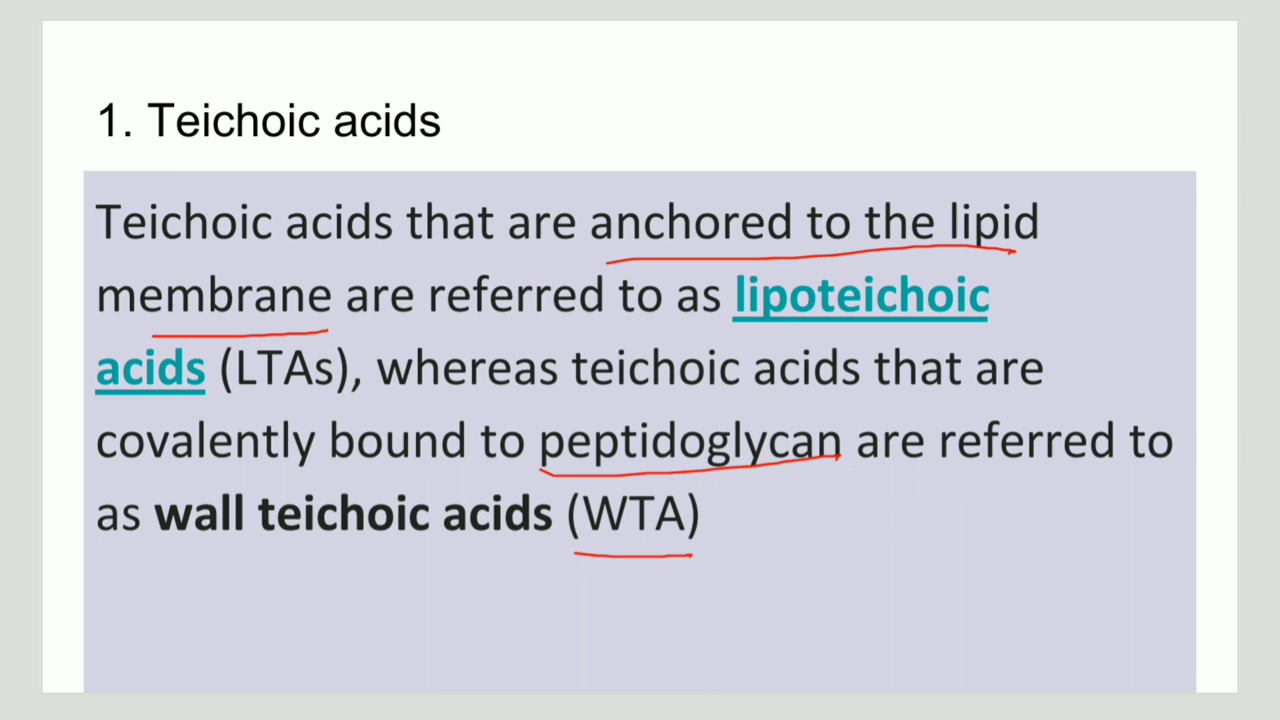 1. Teichoic acids
Teichoic acids that are anchored to the lipid
membrane are referred to as lipoteichoic
acids (LTAs), whereas teichoic acids that are
covalently bound to peptidoglycan are referred to
as wall teichoic acids (WTA)